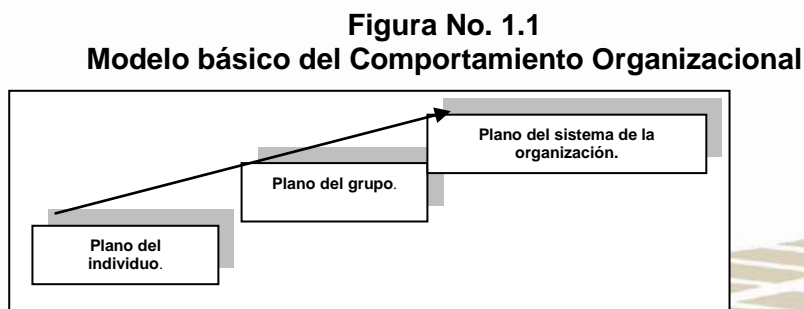 Figura No. 1.1
Modelo básico del Comportamiento Organizacional
Plano del sistema de la
organización.
Plano del grupo.
Plano del
individuo.